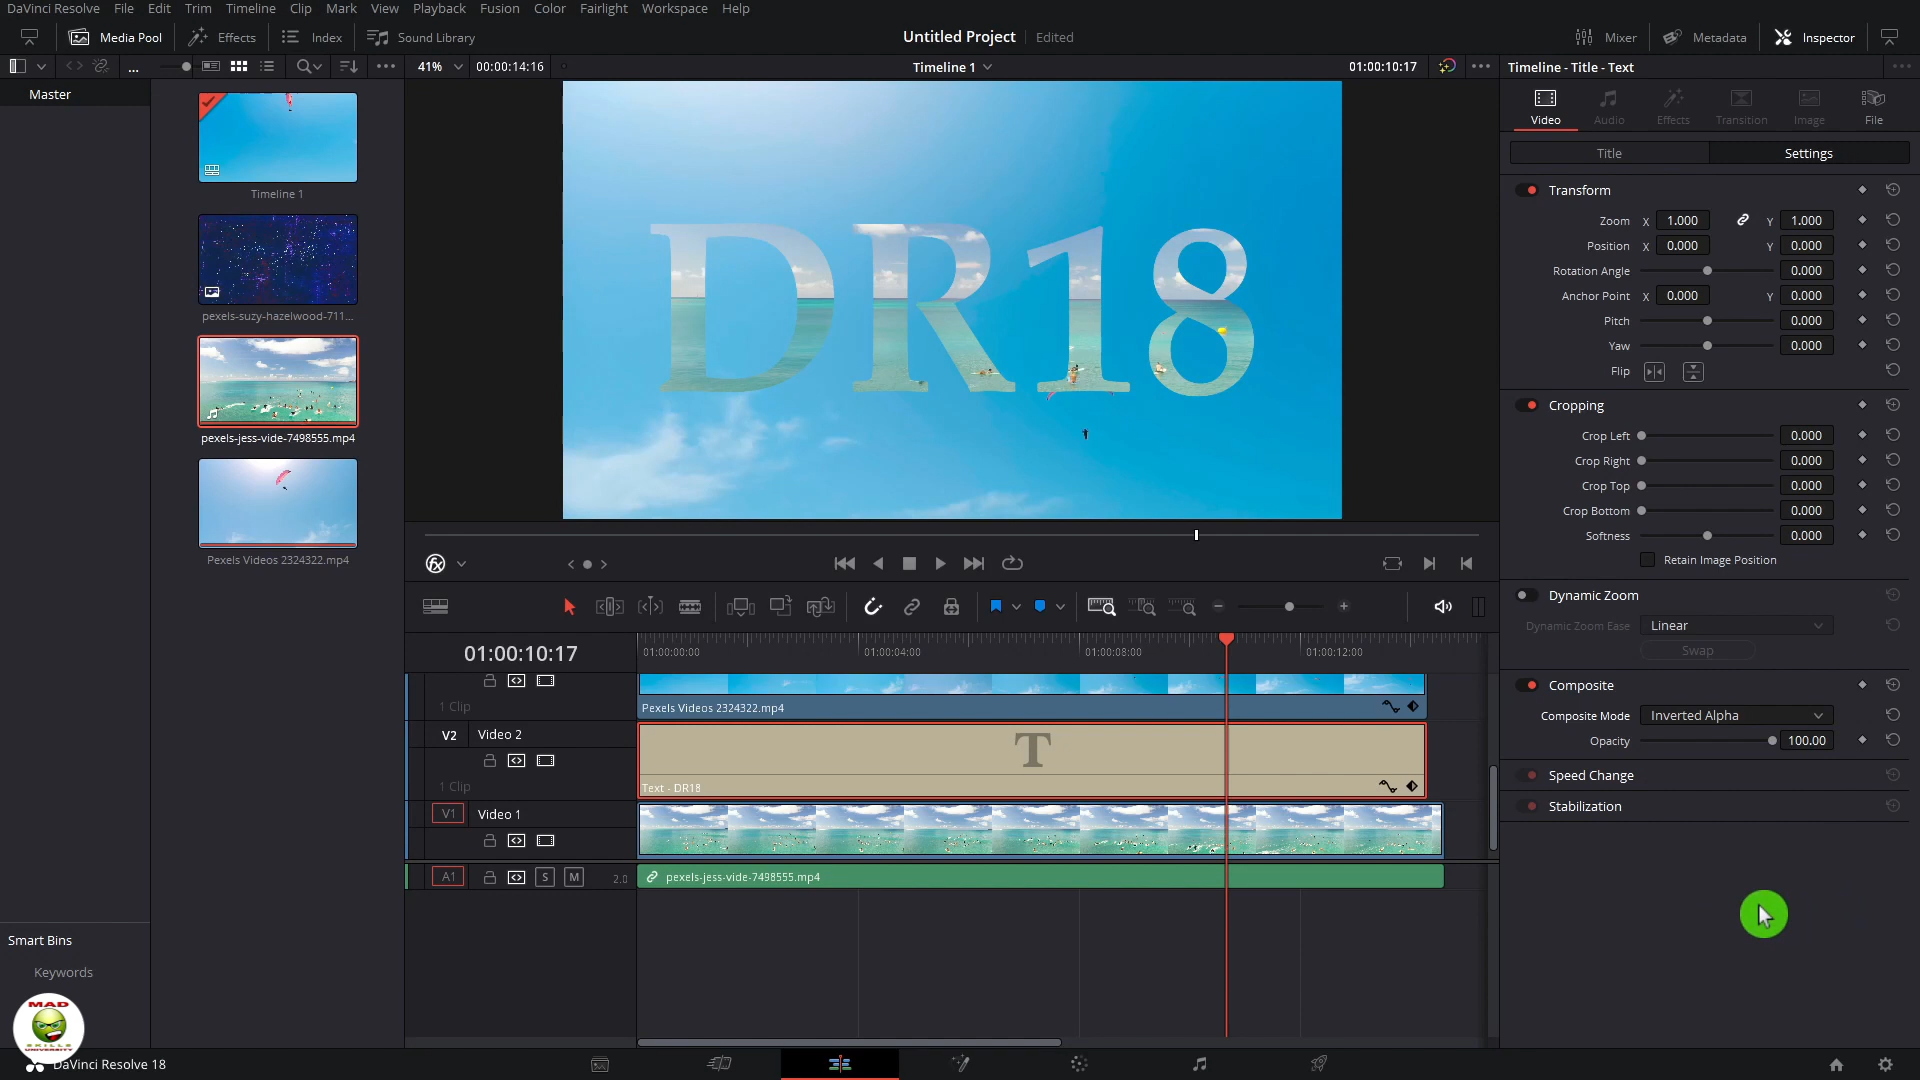 DaVinci Resolve File Edit Trim Timeline Clip Mark View Playback Fusion Color Fairlight Workspace Help
Media Pool Effects Index Sound Library Untitled Project Edited Mixer Metadata Inspector
... 41% 00:00:14:16 Timeline 1 01:00:10:17 Timeline - Title - Text
Master
Timeline 1
pexels-suzy-hazelwood-711...
pexels-jess-vide-7498555.mp4
Pexels Videos 2324322.mp4
Smart Bins
Keywords
DR18
Video Audio Effects Transition Image File
Title Settings
Transform
Zoom X 1.000 Y 1.000
Position X 0.000 Y 0.000
Rotation Angle 0.000
Anchor Point X 0.000 Y 0.000
Pitch 0.000
Yaw 0.000
Flip
Cropping
Crop Left 0.000
Crop Right 0.000
Crop Top 0.000
Crop Bottom 0.000
Softness 0.000
Retain Image Position
Dynamic Zoom
Dynamic Zoom Ease Linear
Swap
Composite
Composite Mode Inverted Alpha
Opacity 100.00
Speed Change
Stabilization
01:00:10:17 01:00:00:00 01:00:04:00 01:00:08:00 01:00:12:00
1 Clip Pexels Videos 2324322.mp4
V2 Video 2 T
1 Clip Text - DR18
V1 Video 1
A1 S M 2.0 pexels-jess-vide-7498555.mp4
MAD
SKILLS
UNIVERSITY
DaVinci Resolve 18